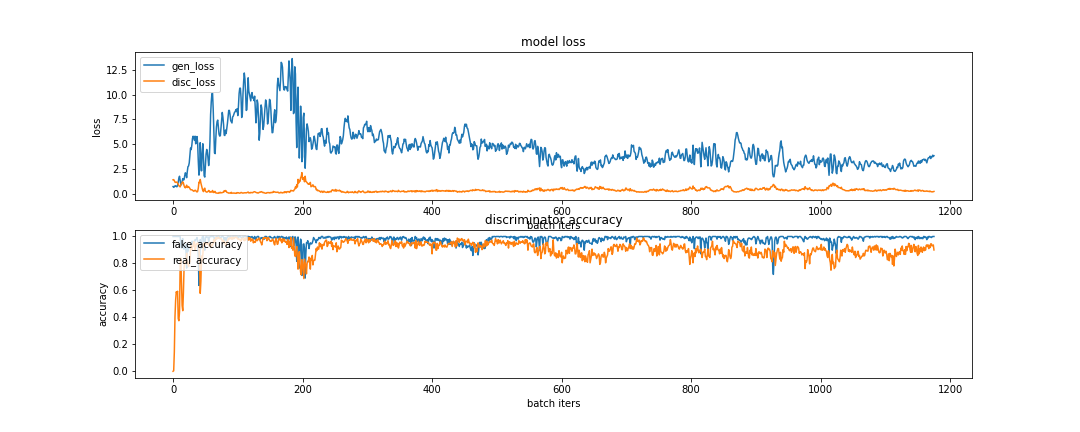 model loss
12.5
10.0
7.5
5.0
2.5
0.0
loss
gen_loss
disc_loss
0 200 400 600 800 1000 1200
batch iters
discriminator accuracy
1.0
0.8
0.6
0.4
0.2
0.0
accuracy
fake_accuracy
real_accuracy
0 200 400 600 800 1000 1200
batch iters